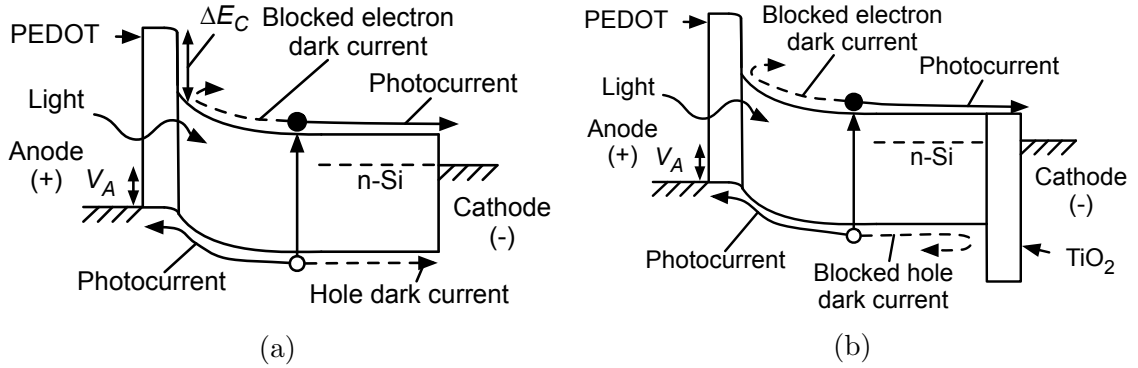 PEDOT
ΔE_C
Blocked electron
dark current
Photocurrent
Light
Anode
(+)
V_A
n-Si
Cathode
(-)
Photocurrent
Hole dark current
(a)
PEDOT
Blocked electron
dark current
Photocurrent
Light
Anode
(+)
V_A
n-Si
Cathode
(-)
Photocurrent
Blocked hole
dark current
TiO_2
(b)